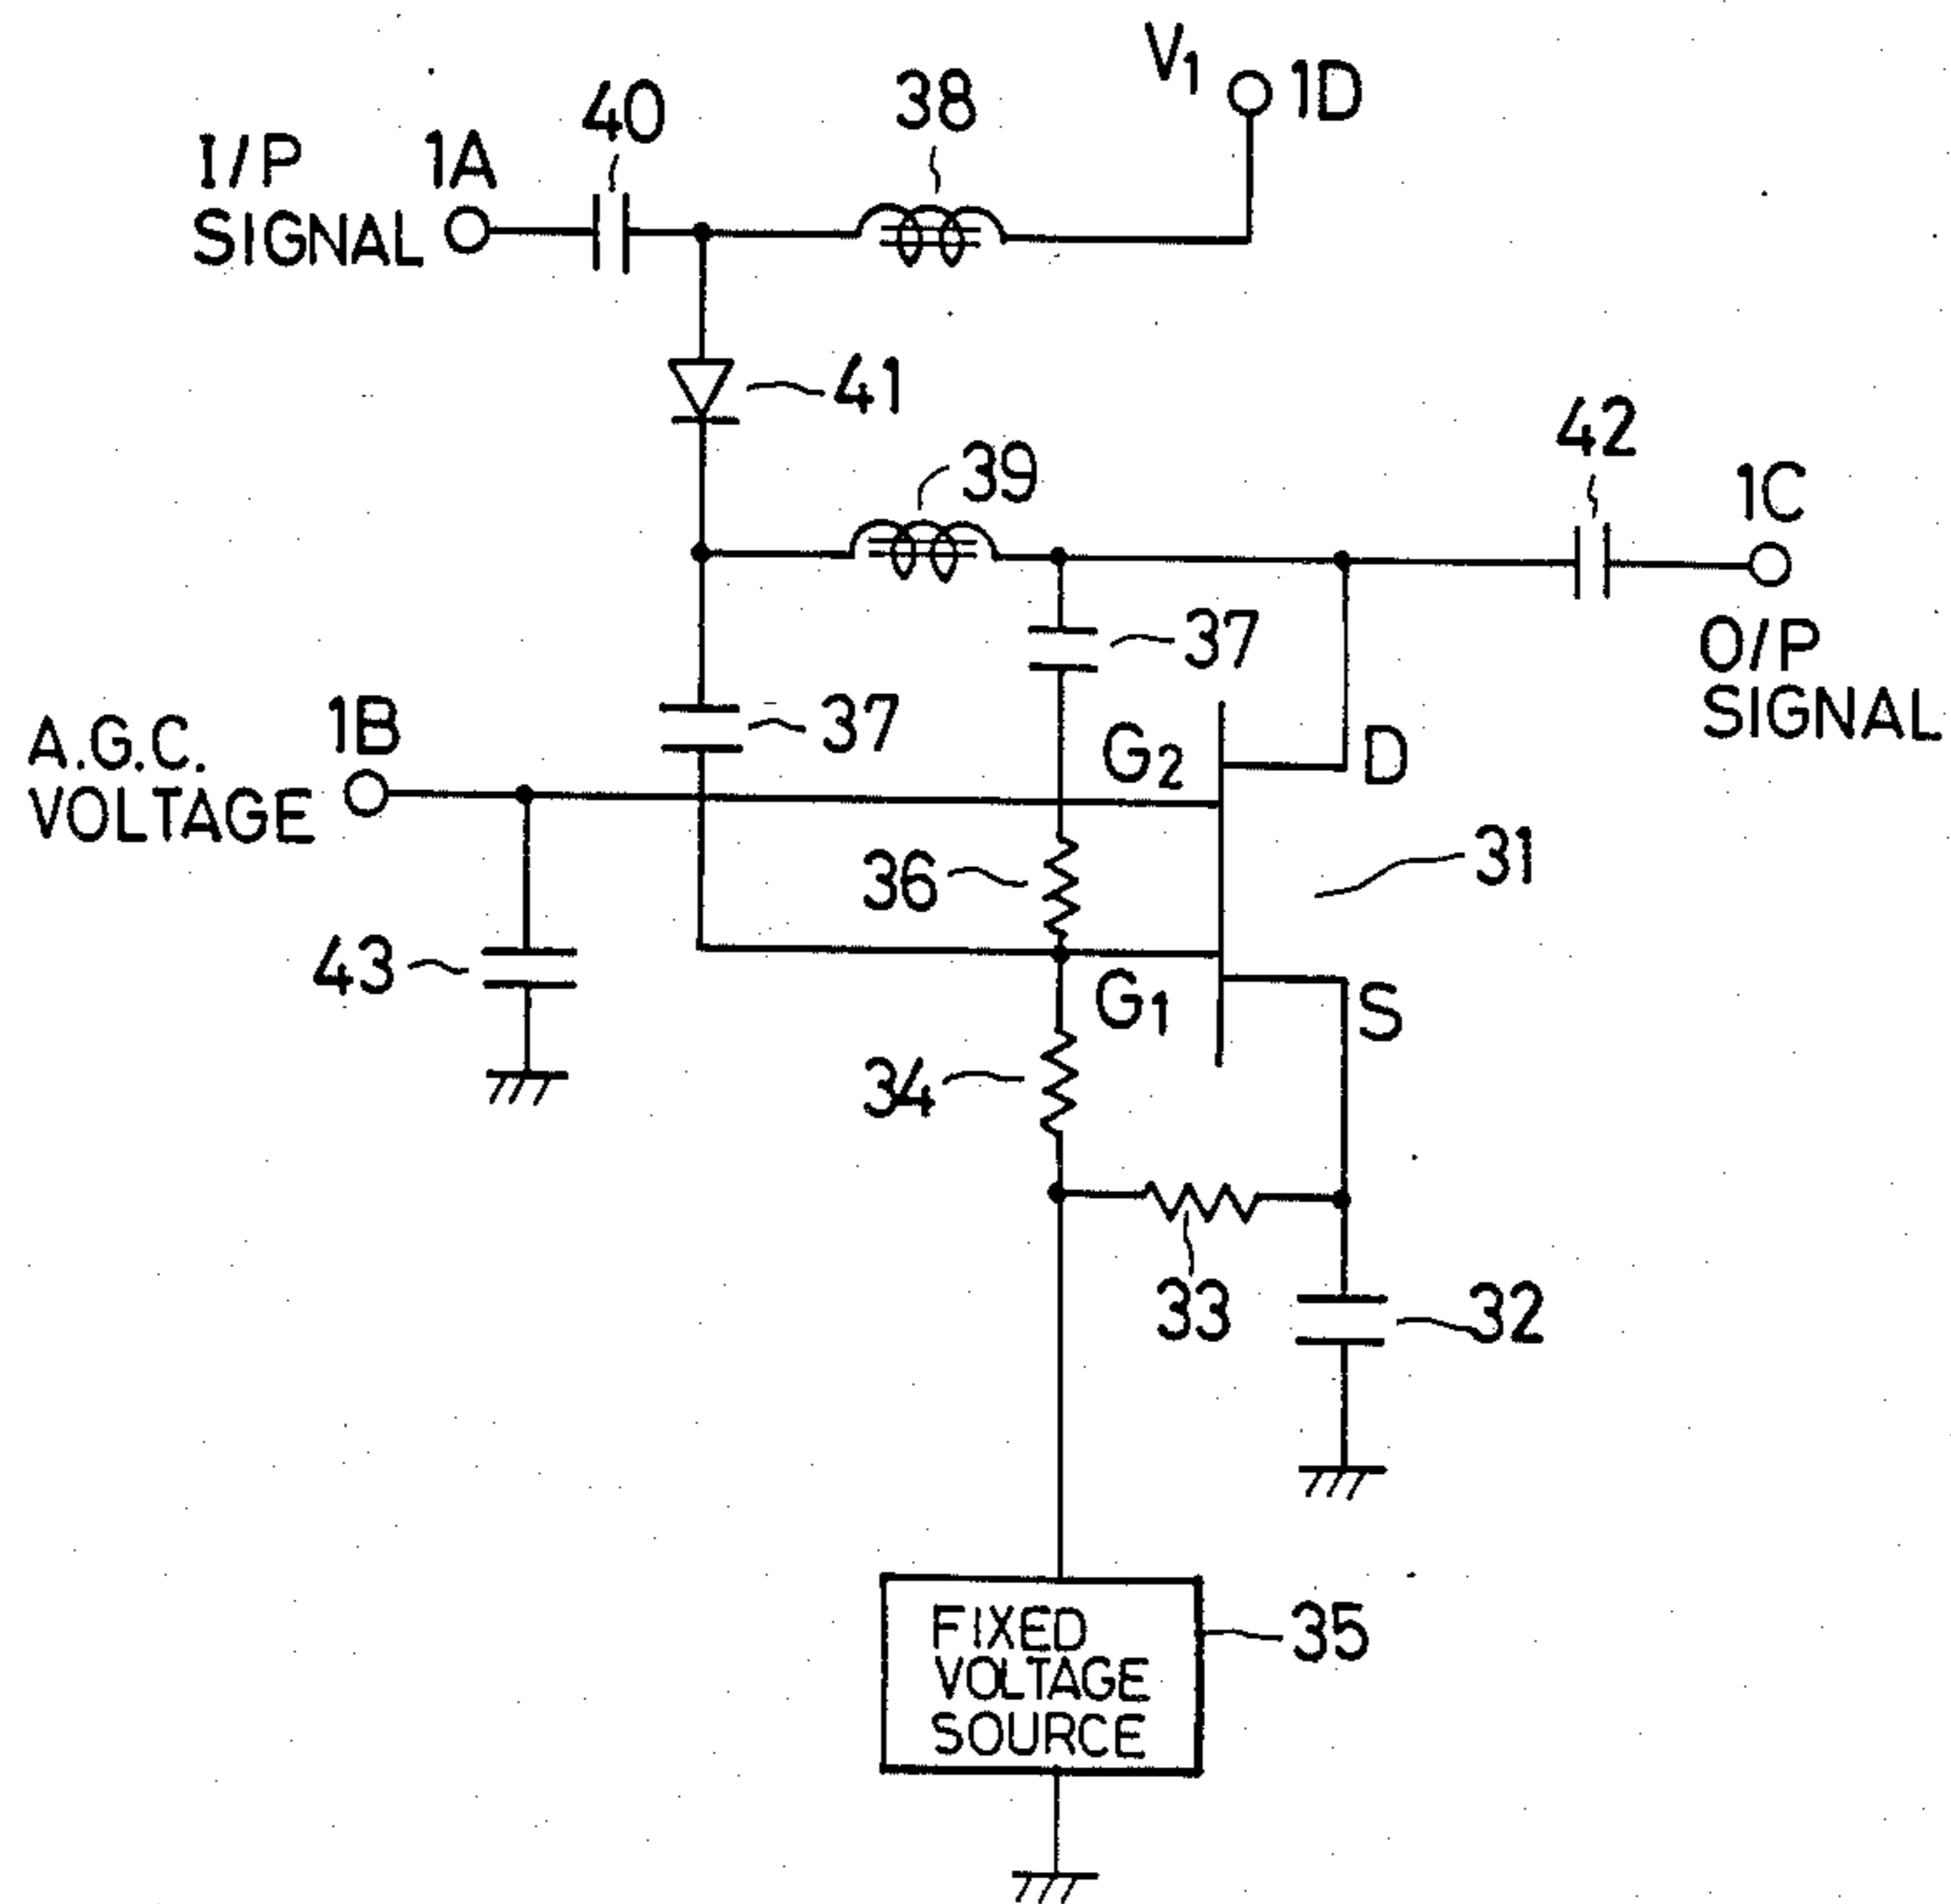 V1
1D
40
38
I/P
SIGNAL
1A
41
39
42
1C
O/P
SIGNAL
37
37
A.G.C.
VOLTAGE
1B
G2
D
36
31
43
G1
S
34
33
32
FIXED
VOLTAGE
SOURCE
35